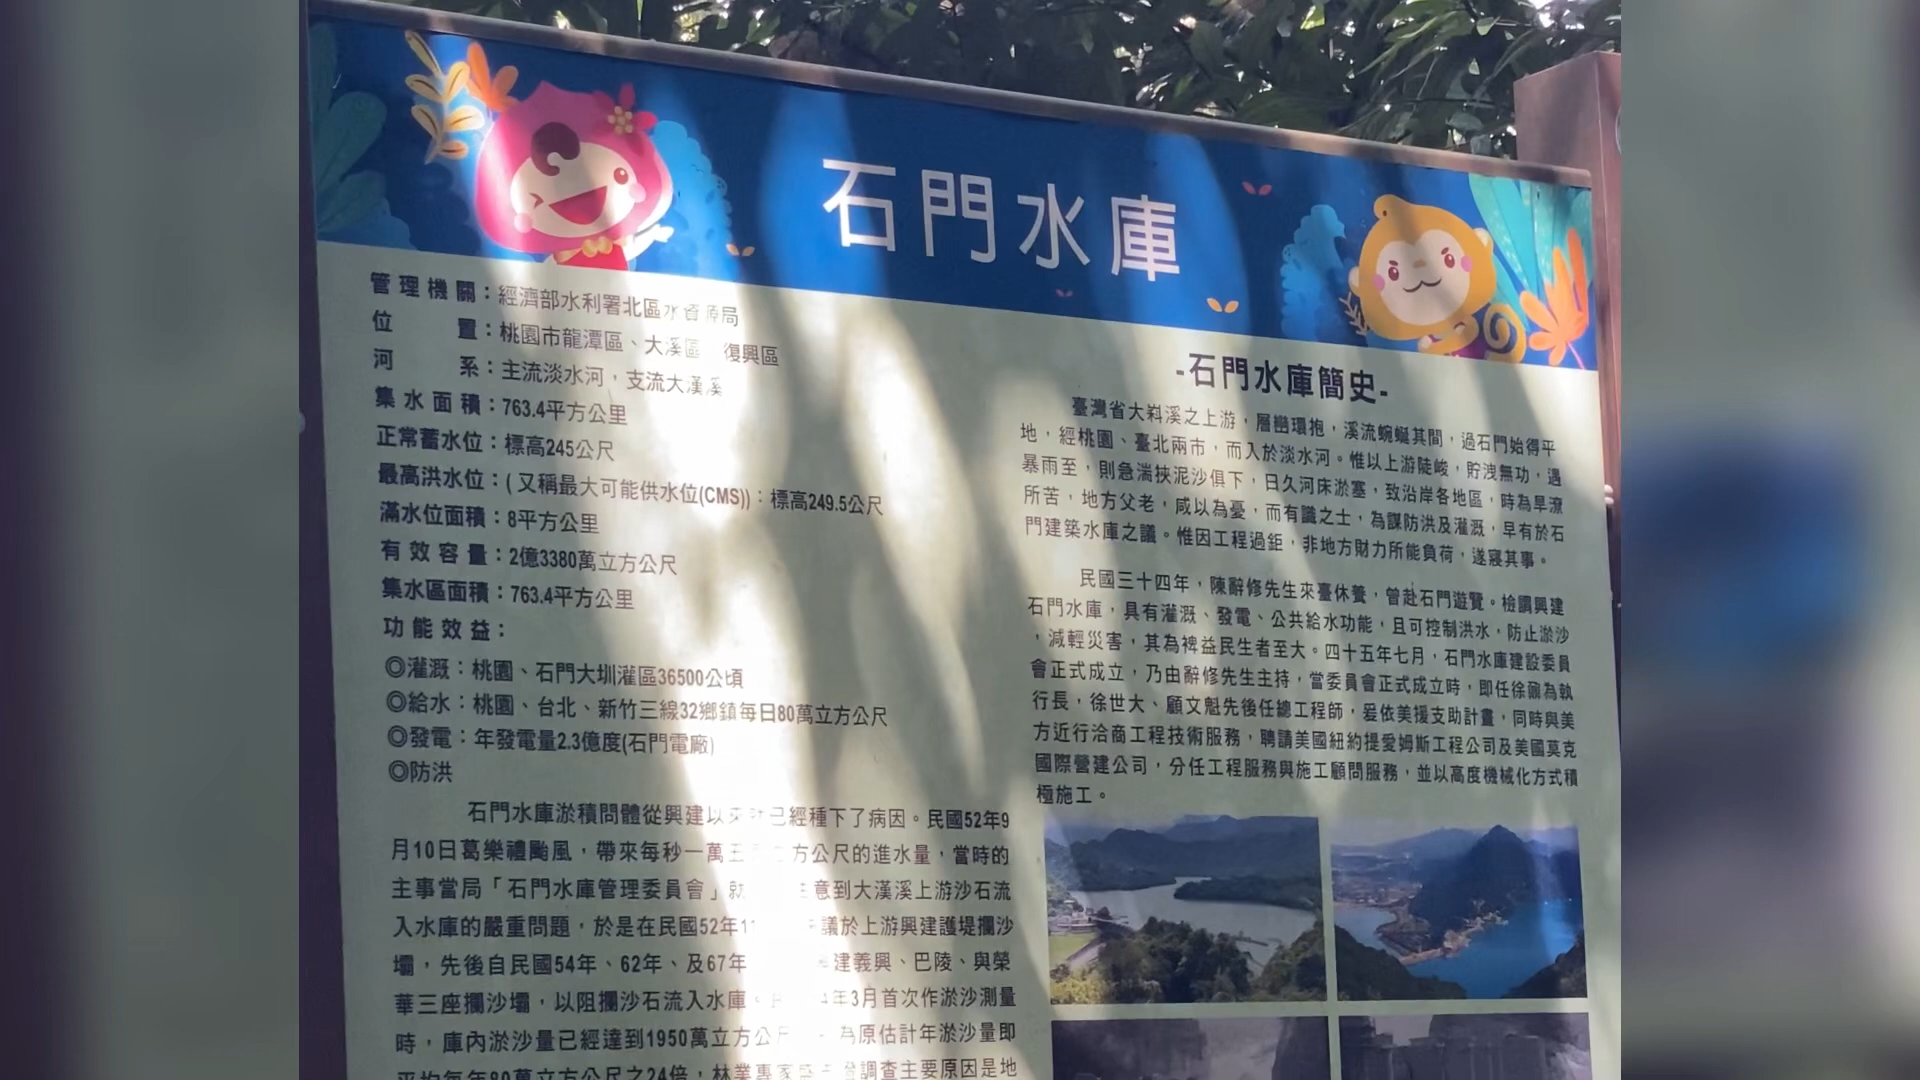 石門水庫
管理機關：經濟部水利署北區水資源局
位置：桃園市龍潭區、大溪區 復興區
河系：主流淡水河，支流大漢溪
集水面積：763.4平方公里
正常蓄水位：標高245公尺
最高洪水位：(又稱最大可能供水位(CMS))：標高249.5公尺
滿水位面積：8平方公里
有效容量：2億3380萬立方公尺
集水區面積：763.4平方公里
功能效益：
◎灌溉：桃園、石門大圳灌區36500公頃
◎給水：桃園、台北、新竹三線32鄉鎮每日80萬立方公尺
◎發電：年發電量2.3億度(石門電廠)
◎防洪
石門水庫淤積問體從興建以來就已經種下了病因。民國52年9
月10日葛樂禮颱風，帶來每秒一萬 方公尺的進水量，當時的
主事當局「石門水庫管理委員會」就 意到大漢溪上游沙石流
入水庫的嚴重問題，於是在民國52年11 議於上游興建護堤攔沙
壩，先後自民國54年、62年、及67年 建義興、巴陵、與榮
華三座攔沙壩，以阻攔沙石流入水庫。 年3月首次作淤沙測量
時，庫內淤沙量已經達到1950萬立方公尺 為原估計年淤沙量即
平均每年80萬立方公尺之24倍，林業專家 調查主要原因是地
-石門水庫簡史-
臺灣省大嵙溪之上游，層巒環抱，溪流蜿蜒其間，過石門始得平
地，經桃園、臺北兩市，而入於淡水河。惟以上游陡峻，貯洩無功，遇
暴雨至，則急湍挾泥沙俱下，日久河床淤塞，致沿岸各地區，時為旱潦
所苦，地方父老，咸以為憂，而有識之士，為謀防洪及灌溉，早有於石
門建築水庫之議。惟因工程過鉅，非地方財力所能負荷，遂寢其事。
民國三十四年，陳辭修先生來臺休養，曾赴石門遊覽。檢謂興建
石門水庫，具有灌溉、發電、公共給水功能，且可控制洪水，防止淤沙
，減輕災害，其為裨益民生者至大。四十五年七月，石門水庫建設委員
會正式成立，乃由辭修先生主持，當委員會正式成立時，即任徐鼐為執
行長，徐世大、顧文魁先後任總工程師，爰依美援支助計畫，同時與美
方近行洽商工程技術服務，聘請美國紐約提愛姆斯工程公司及美國莫克
國際營建公司，分任工程服務與施工顧問服務，並以高度機械化方式積
極施工。